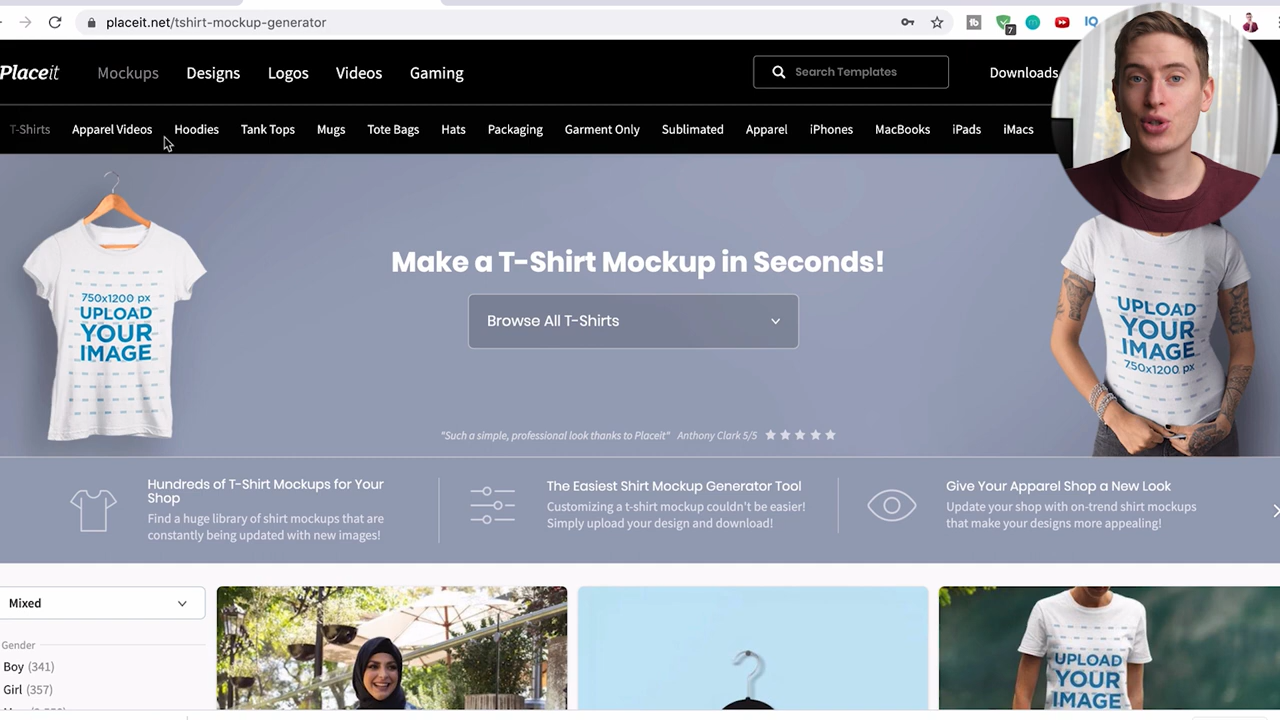 placeit.net/tshirt-mockup-generator
7
IQ
Placeit
Mockups
Designs
Logos
Videos
Gaming
Search Templates
Downloads
T-Shirts
Apparel Videos
Hoodies
Tank Tops
Mugs
Tote Bags
Hats
Packaging
Garment Only
Sublimated
Apparel
iPhones
MacBooks
iPads
iMacs
750x1200 px
UPLOAD
YOUR
IMAGE
Make a T-Shirt Mockup in Seconds!
Browse All T-Shirts
"Such a simple, professional look thanks to Placeit" Anthony Clark 5/5
UPLOAD
YOUR
IMAGE
750x1200 px
Hundreds of T-Shirt Mockups for Your
Shop
Find a huge library of shirt mockups that are
constantly being updated with new images!
The Easiest Shirt Mockup Generator Tool
Customizing a t-shirt mockup couldn't be easier!
Simply upload your design and download!
Give Your Apparel Shop a New Look
Update your shop with on-trend shirt mockups
that make your designs more appealing!
Mixed
Gender
Boy (341)
Girl (357)
UPLOAD
YOUR
IMAGE